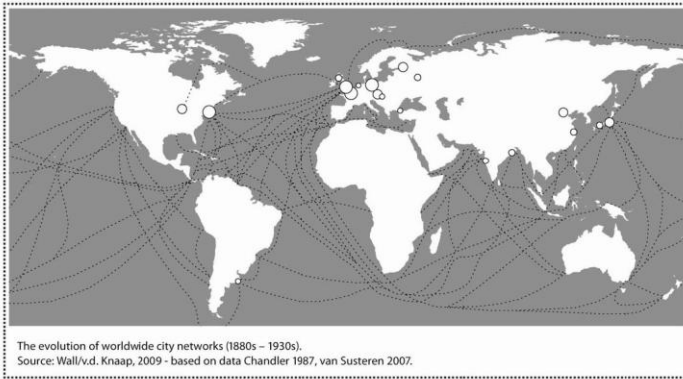 The evolution of worldwide city networks (1880s – 1930s).
Source: Wall/v.d. Knaap, 2009 - based on data Chandler 1987, van Susteren 2007.